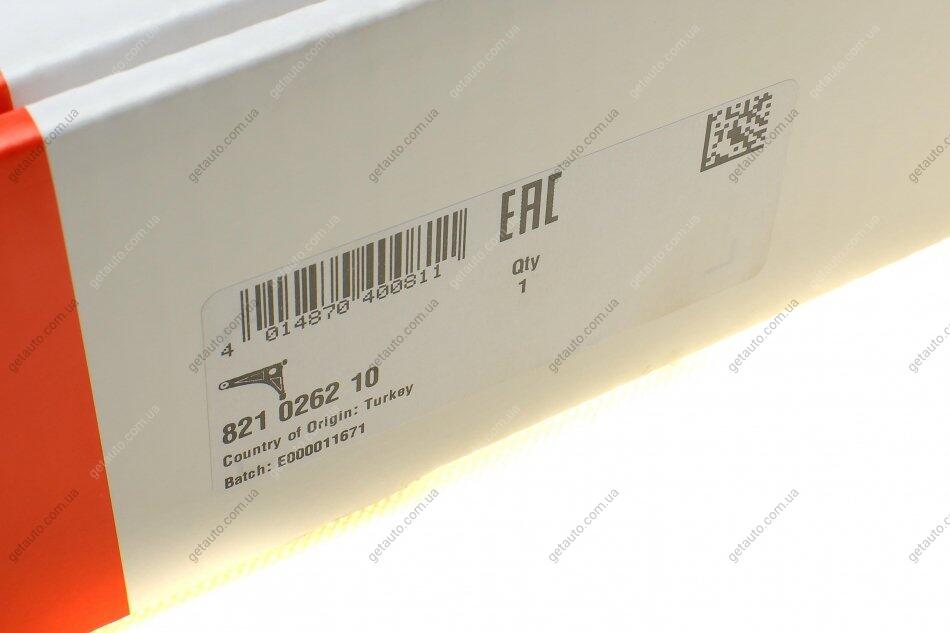 EAC
Qty
1
4 014870 400811
821 0262 10
Country of Origin: Turkey
Batch: E000011671
getauto.com.ua